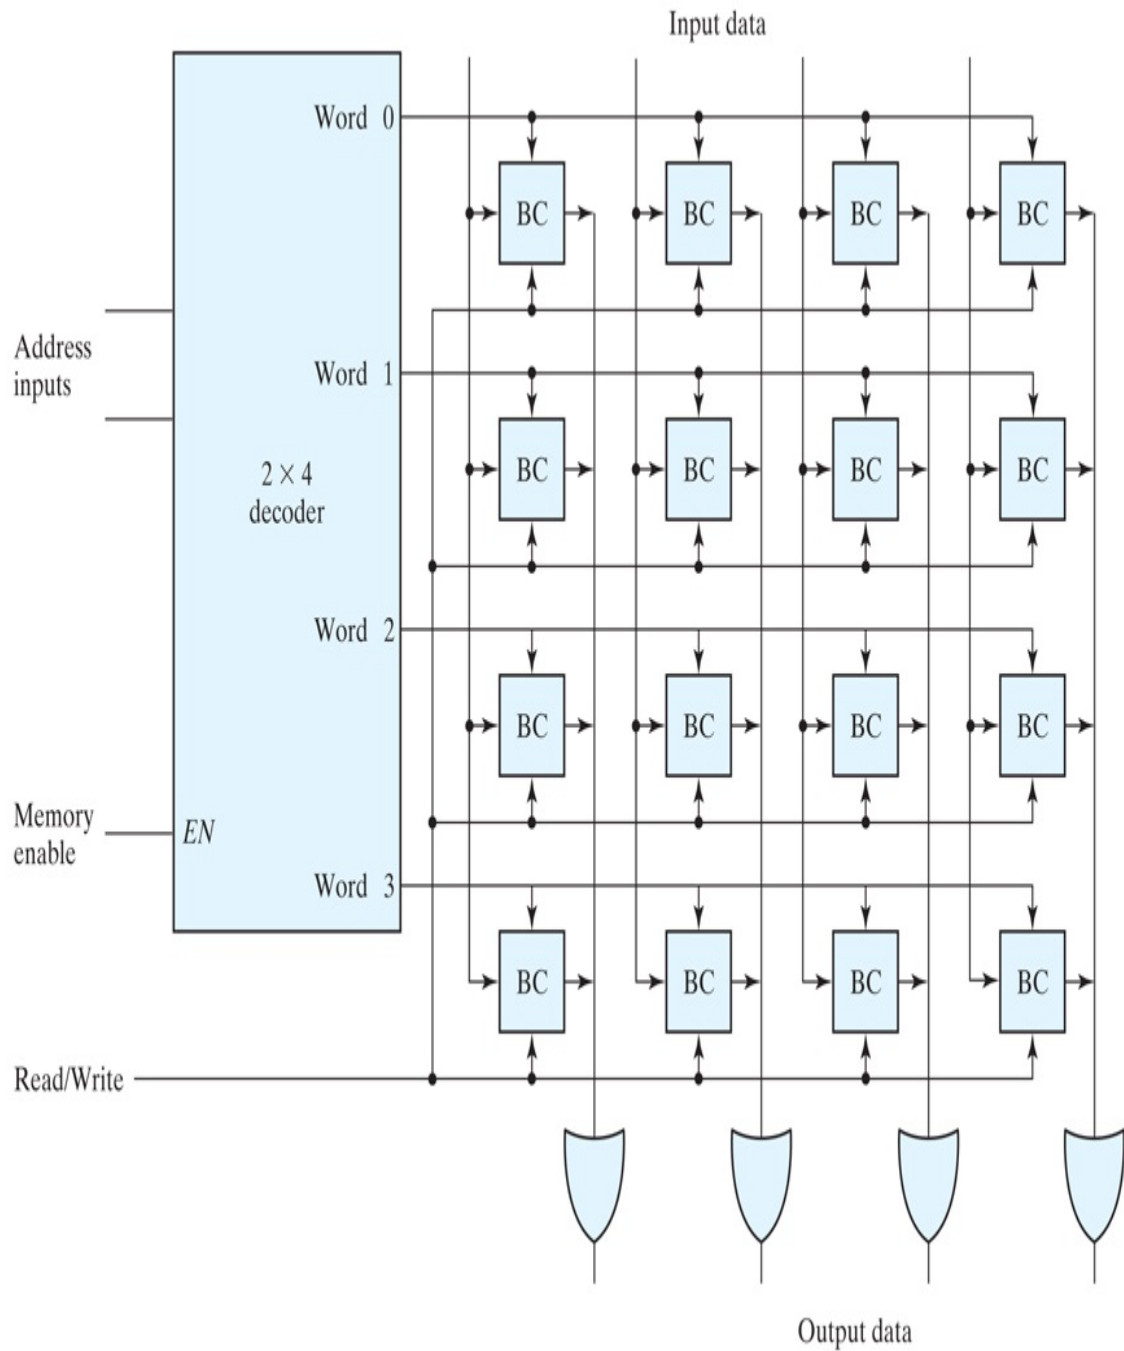 Input data
Word 0
BC BC BC BC
Address
inputs
Word 1
2 × 4
decoder
BC BC BC BC
Word 2
BC BC BC BC
Memory
enable
EN
Word 3
BC BC BC BC
Read/Write
Output data